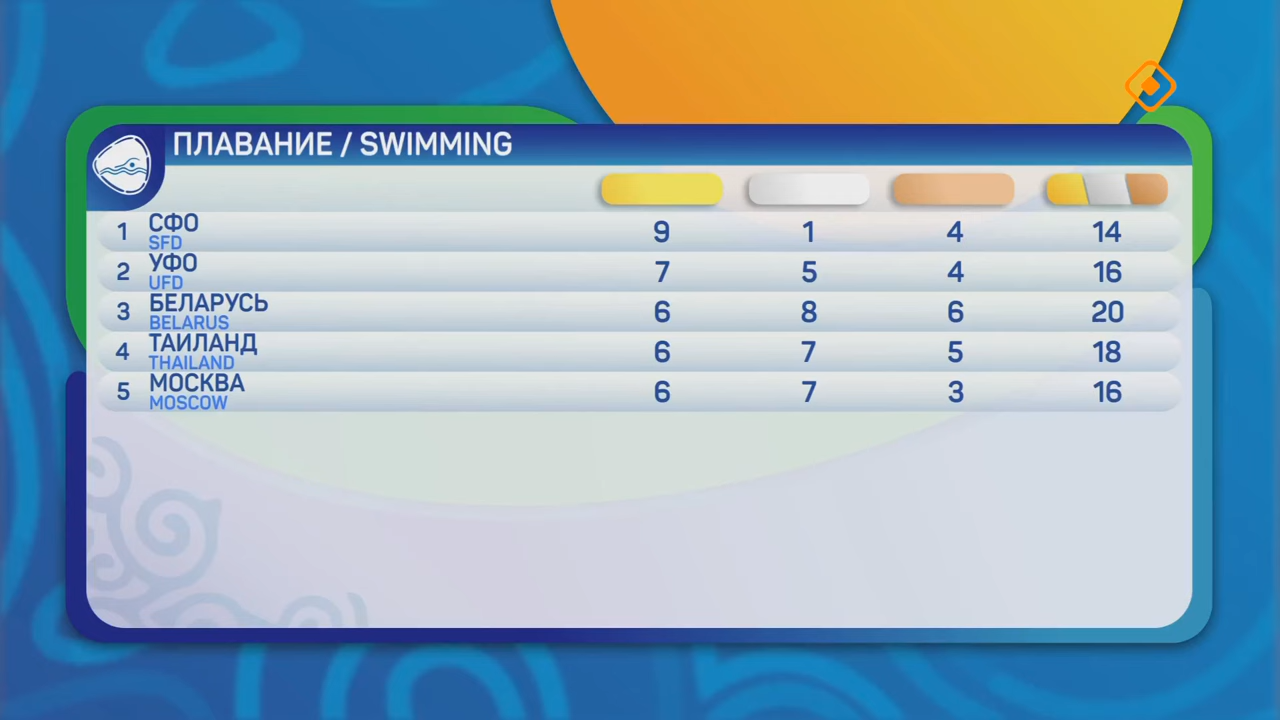 ПЛАВАНИЕ / SWIMMING
1 СФО 9 1 4 14
SFD
2 УФО 7 5 4 16
UFD
3 БЕЛАРУСЬ 6 8 6 20
BELARUS
4 ТАИЛАНД 6 7 5 18
THAILAND
5 МОСКВА 6 7 3 16
MOSCOW